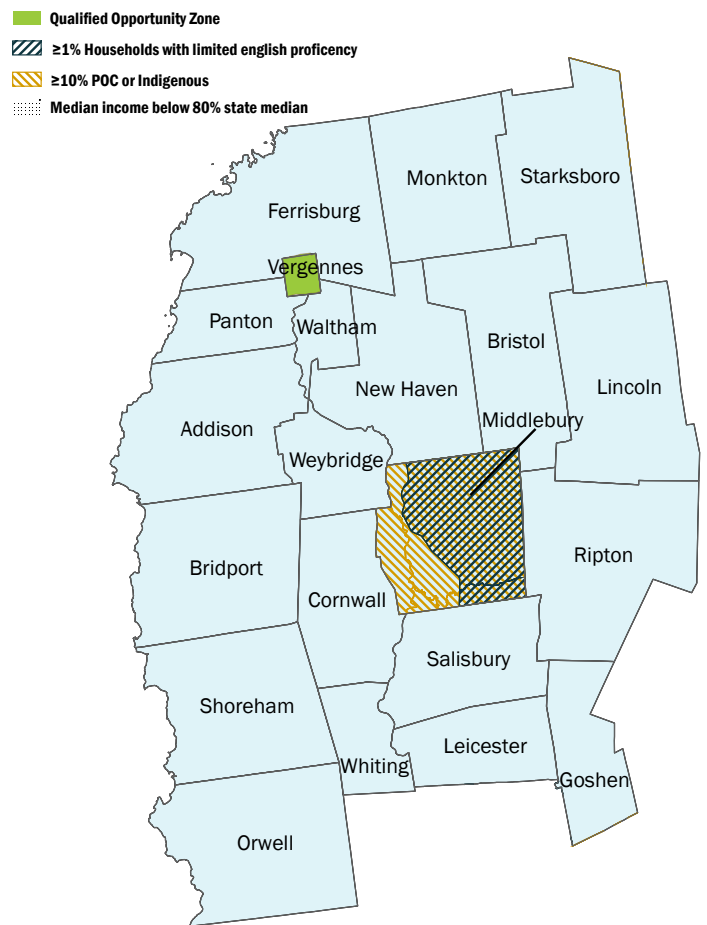 Qualified Opportunity Zone
≥1% Households with limited english proficency
≥10% POC or Indigenous
Median income below 80% state median
Starksboro
Monkton
Ferrisburg
Vergennes
Panton
Waltham
Bristol
New Haven
Lincoln
Middlebury
Addison
Weybridge
Ripton
Bridport
Cornwall
Salisbury
Shoreham
Leicester
Whiting
Goshen
Orwell